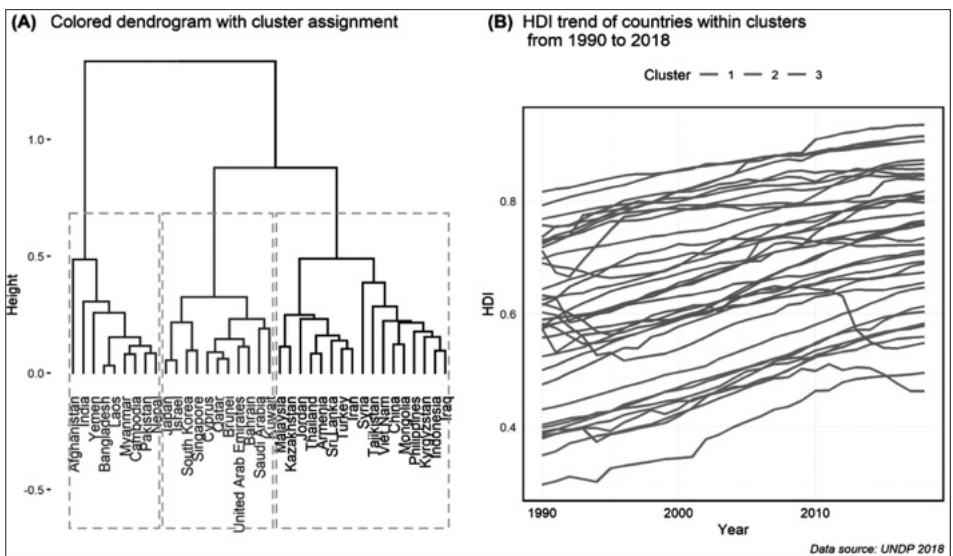 (A) Colored dendrogram with cluster assignment
1.0-
0.5-
0.0-
-0.5-
Height
Afghanistan
India
Yemen
Bangladesh
Laos
Myanmar
Cambodia
Pakistan
Nepal
Japan
Israel
South Korea
Singapore
Cyprus
Qatar
Brunei
United Arab Emirates
Bahrain
Saudi Arabia
Kuwait
Malaysia
Kazakhstan
Jordan
Thailand
Armenia
Sri Lanka
Turkey
Iran
Syria
Tajikistan
Viet Nam
China
Mongolia
Philippines
Kyrgyzstan
Indonesia
Iraq
(B) HDI trend of countries within clusters
from 1990 to 2018
Cluster 1 2 3
HDI
0.8
0.6
0.4
1990 2000 2010
Year
Data source: UNDP 2018